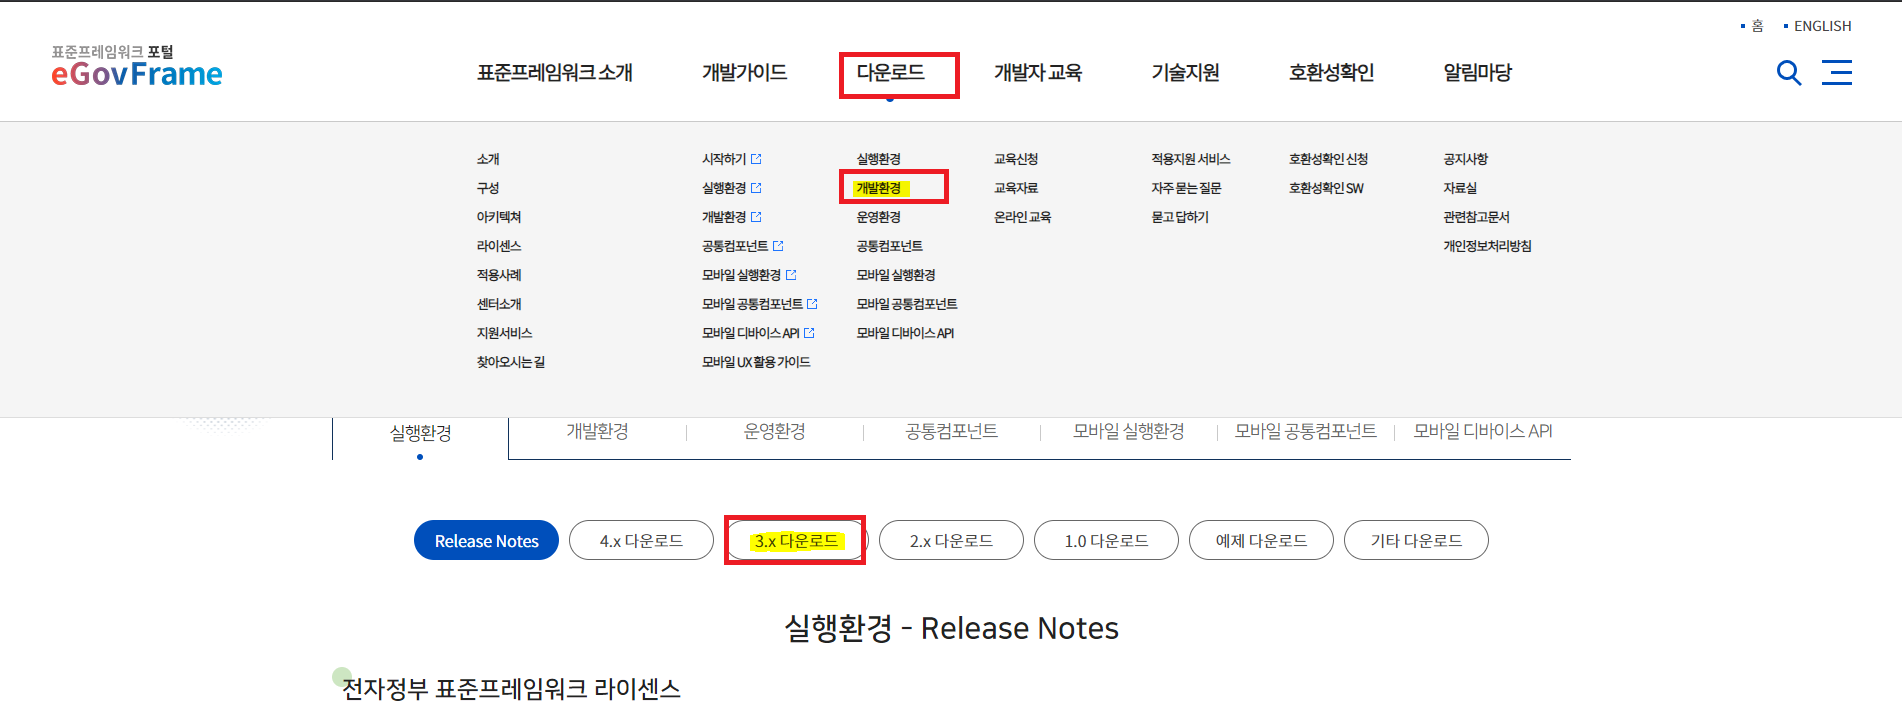 홈 ENGLISH
표준프레임워크 포털
eGovFrame
표준프레임워크 소개 개발가이드 다운로드 개발자 교육 기술지원 호환성확인 알림마당
소개 시작하기 실행환경 교육신청 적용지원 서비스 호환성확인 신청 공지사항
구성 실행환경 개발환경 교육자료 자주 묻는 질문 호환성확인 SW 자료실
아키텍쳐 개발환경 운영환경 온라인 교육 묻고 답하기 관련참고문서
라이센스 공통컴포넌트 공통컴포넌트 개인정보처리방침
적용사례 모바일 실행환경 모바일 실행환경
센터소개 모바일 공통컴포넌트 모바일 공통컴포넌트
지원서비스 모바일 디바이스 API 모바일 디바이스 API
찾아오시는 길 모바일 UX 활용 가이드
실행환경 개발환경 운영환경 공통컴포넌트 모바일 실행환경 모바일 공통컴포넌트 모바일 디바이스 API
Release Notes 4.x 다운로드 3.x 다운로드 2.x 다운로드 1.0 다운로드 예제 다운로드 기타 다운로드
실행환경 - Release Notes
전자정부 표준프레임워크 라이센스